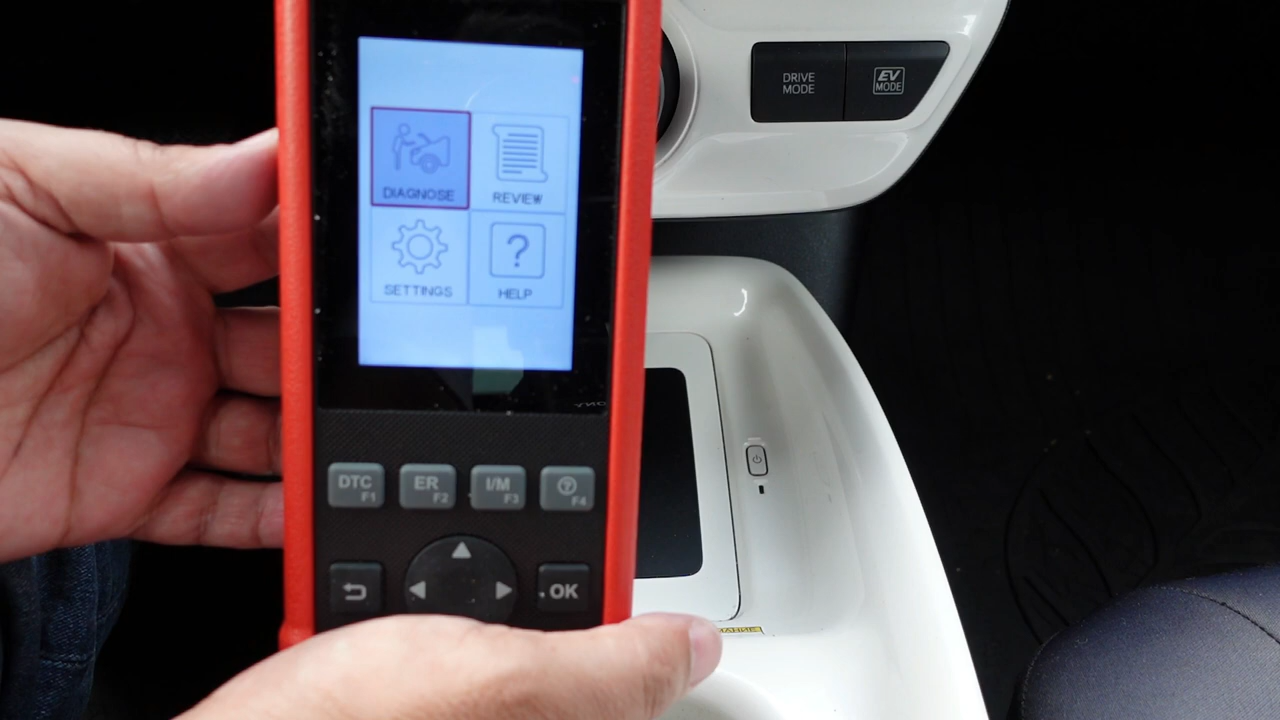 DIAGNOSE
REVIEW
SETTINGS
HELP
DTC F1
ER F2
I/M F3
? F4
OK
DRIVE
MODE
EV
MODE